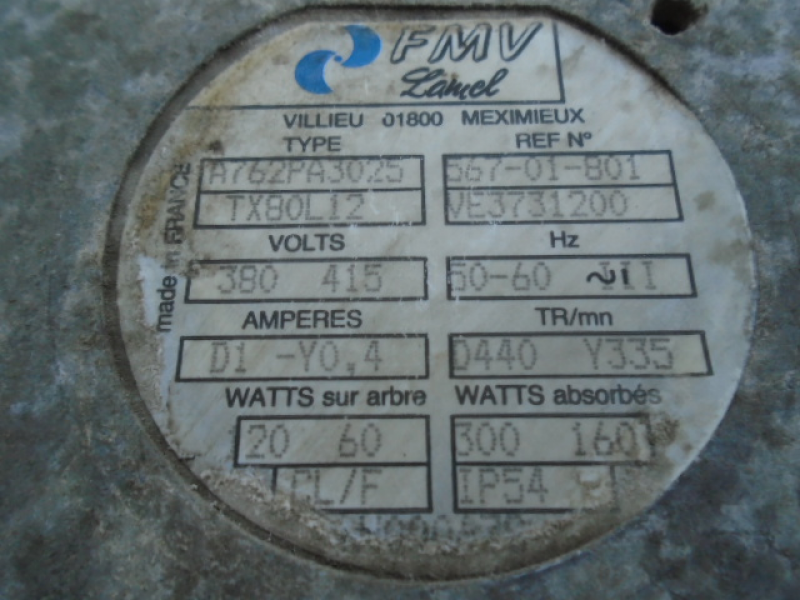 FMV
Lamel
VILLIEU 01800 MEXIMIEUX
TYPE REF N°
A762PA3025 567-01-801
TX80L12 VE3731200
made in FRANCE
VOLTS Hz
380 415 50-60 III
AMPERES TR/mn
D1 -Y0,4 D440 Y335
WATTS sur arbre WATTS absorbés
20 60 300 160
CL/F IP54